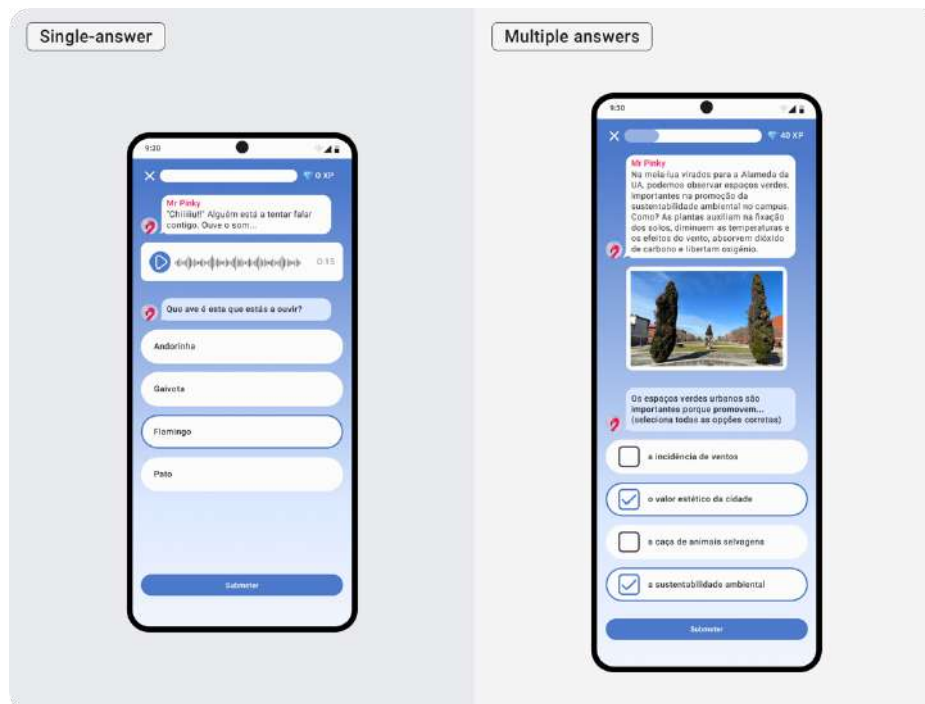 Single-answer
9:30
0 XP
Mr Pinky
"Chiiiiu!!" Alguém está a tentar falar
contigo. Ouve o som...
0:15
Que ave é esta que estás a ouvir?
Andorinha
Gaivota
Flamingo
Pato
Submeter
Multiple answers
9:30
40 XP
Mr Pinky
Na meia-lua virados para a Alameda da
UA, podemos observar espaços verdes,
importantes na promoção da
sustentabilidade ambiental no campus.
Como? As plantas auxiliam na fixação
dos solos, diminuem as temperaturas e
os efeitos do vento, absorvem dióxido
de carbono e libertam oxigénio.
Os espaços verdes urbanos são
importantes porque promovem...
(seleciona todas as opções corretas)
a incidência de ventos
o valor estético da cidade
a caça de animais selvagens
a sustentabilidade ambiental
Submeter